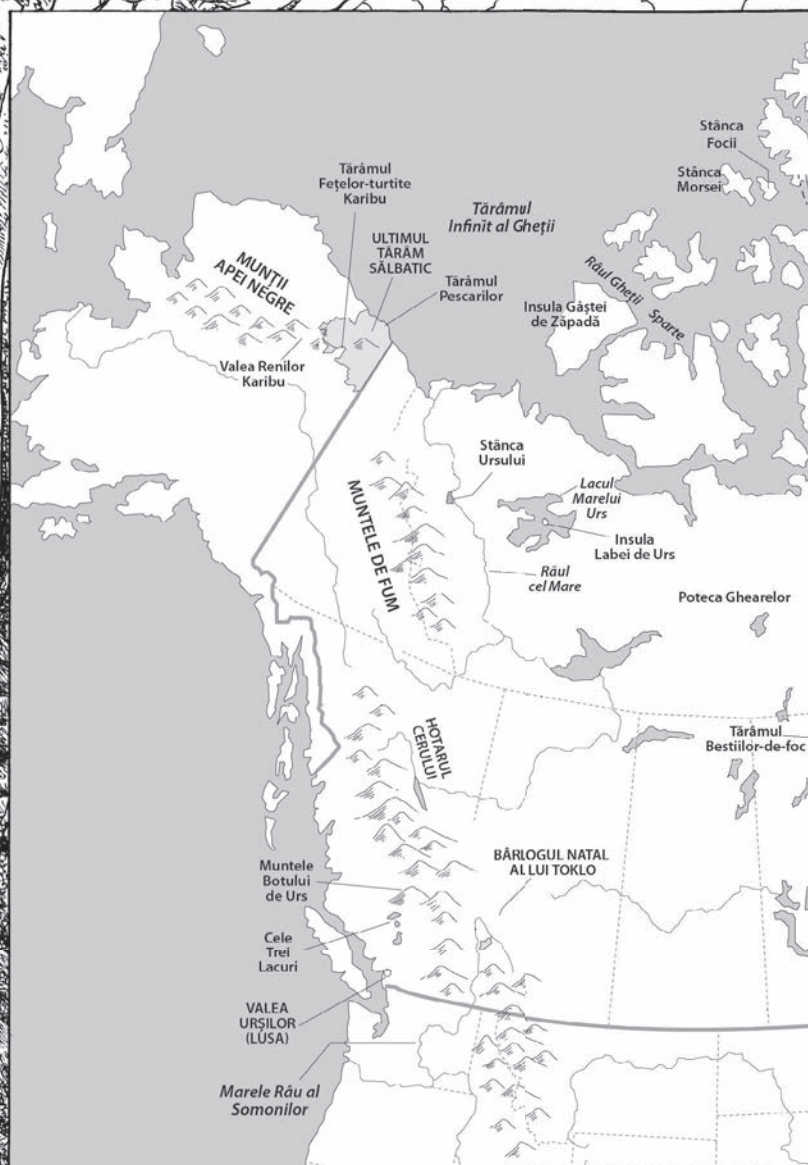 Stânca
Focii
Stânca
Morsei
Tărâmul
Fețelor-turtite
Karibu
Tărâmul
Infinit al Gheții
ULTIMUL
TĂRÂM
SĂLBATIC
MUNȚII
APEI NEGRE
Tărâmul
Pescarilor
Râul Gheții Sparte
Insula Gâștei
de Zăpadă
Valea Renilor
Karibu
Stânca
Ursului
Lacul
Marelui
Urs
MUNTELE DE FUM
Insula
Labei de Urs
Râul
cel Mare
Poteca Ghearelor
HOTARUL
CERULUI
Tărâmul
Bestiilor-de-foc
BÂRLOGUL NATAL
AL LUI TOKLO
Muntele
Botului
de Urs
Cele
Trei
Lacuri
VALEA
URȘILOR
(LUSA)
Marele Râu al
Somonilor